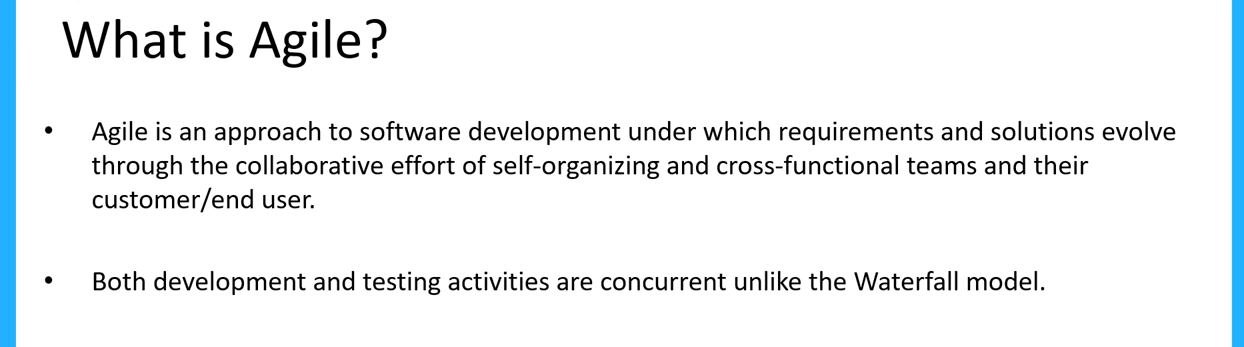 What is Agile?
• Agile is an approach to software development under which requirements and solutions evolve
through the collaborative effort of self-organizing and cross-functional teams and their
customer/end user.
• Both development and testing activities are concurrent unlike the Waterfall model.